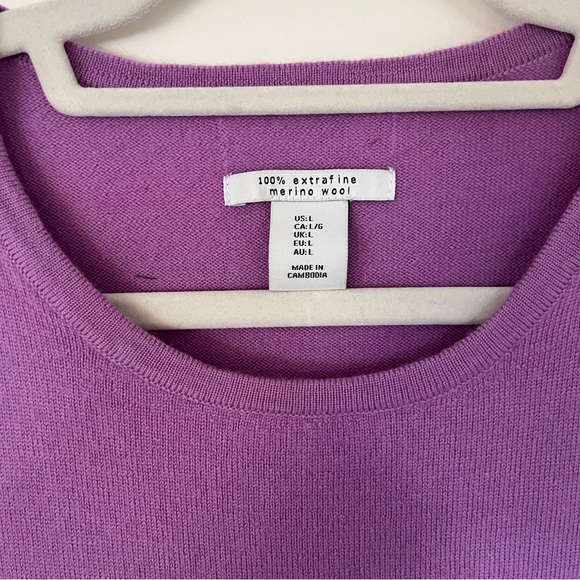 100% extrafine
merino wool
US:L
CA:L/G
UK:L
EU:L
AU:L
MADE IN
CAMBODIA